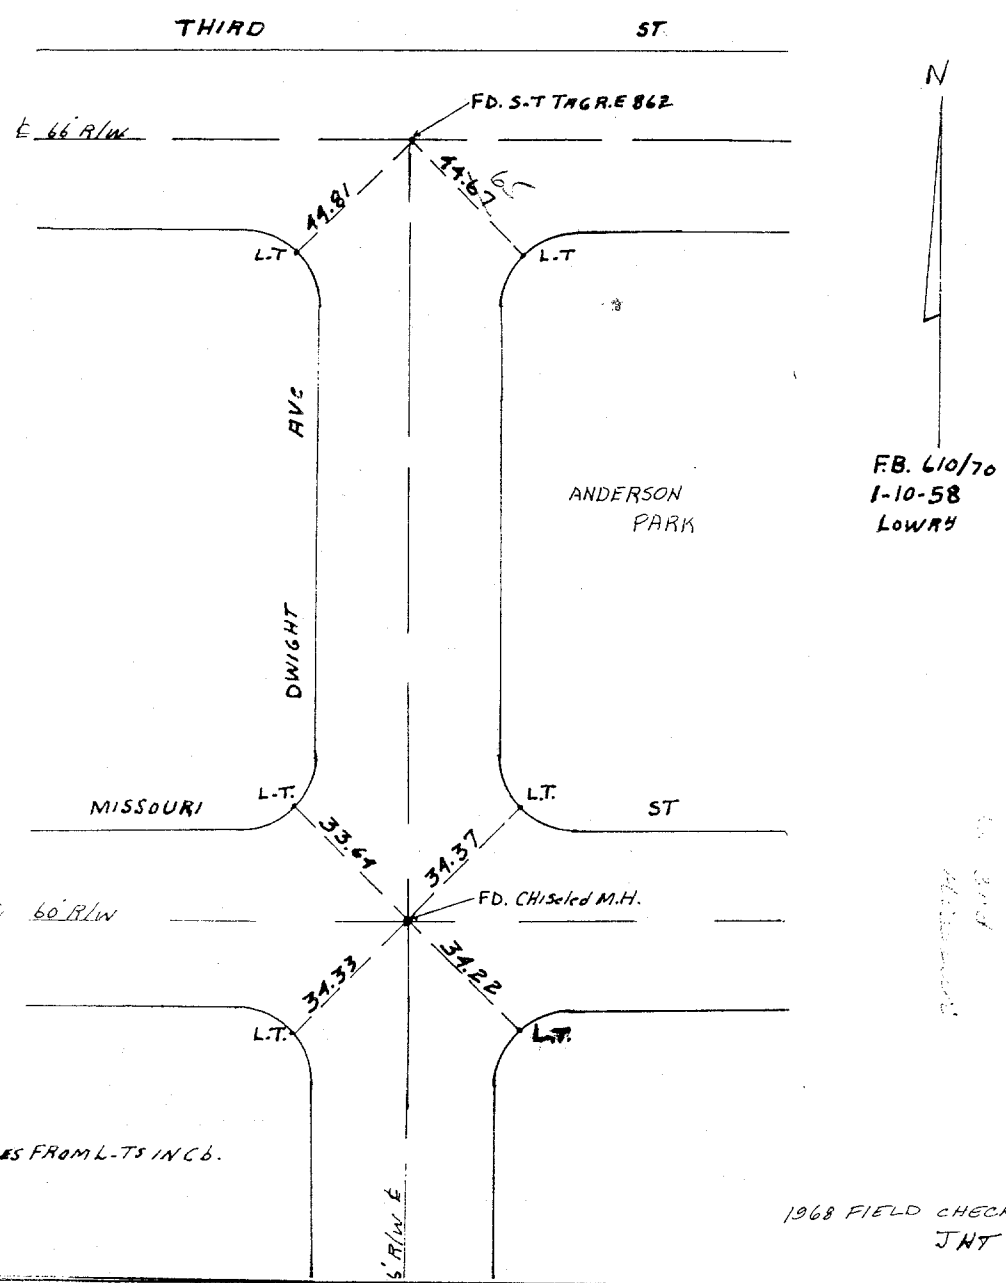 THIRD ST.
FD. S-T TAG R.E 862
℄ 66' R/W
44.81
44.67
65
L-T
L-T
N
AVE
DWIGHT
ANDERSON
PARK
F.B. 610/70
1-10-58
LOWRY
L-T.
L.T.
MISSOURI ST
33.64
34.37
60' R/W
FD. CHISeled M.H.
34.33
34.22
L.T.
L.T.
ES FROM L-TS IN Cb.
6' R/W ℄
1968 FIELD CHECK
JHT